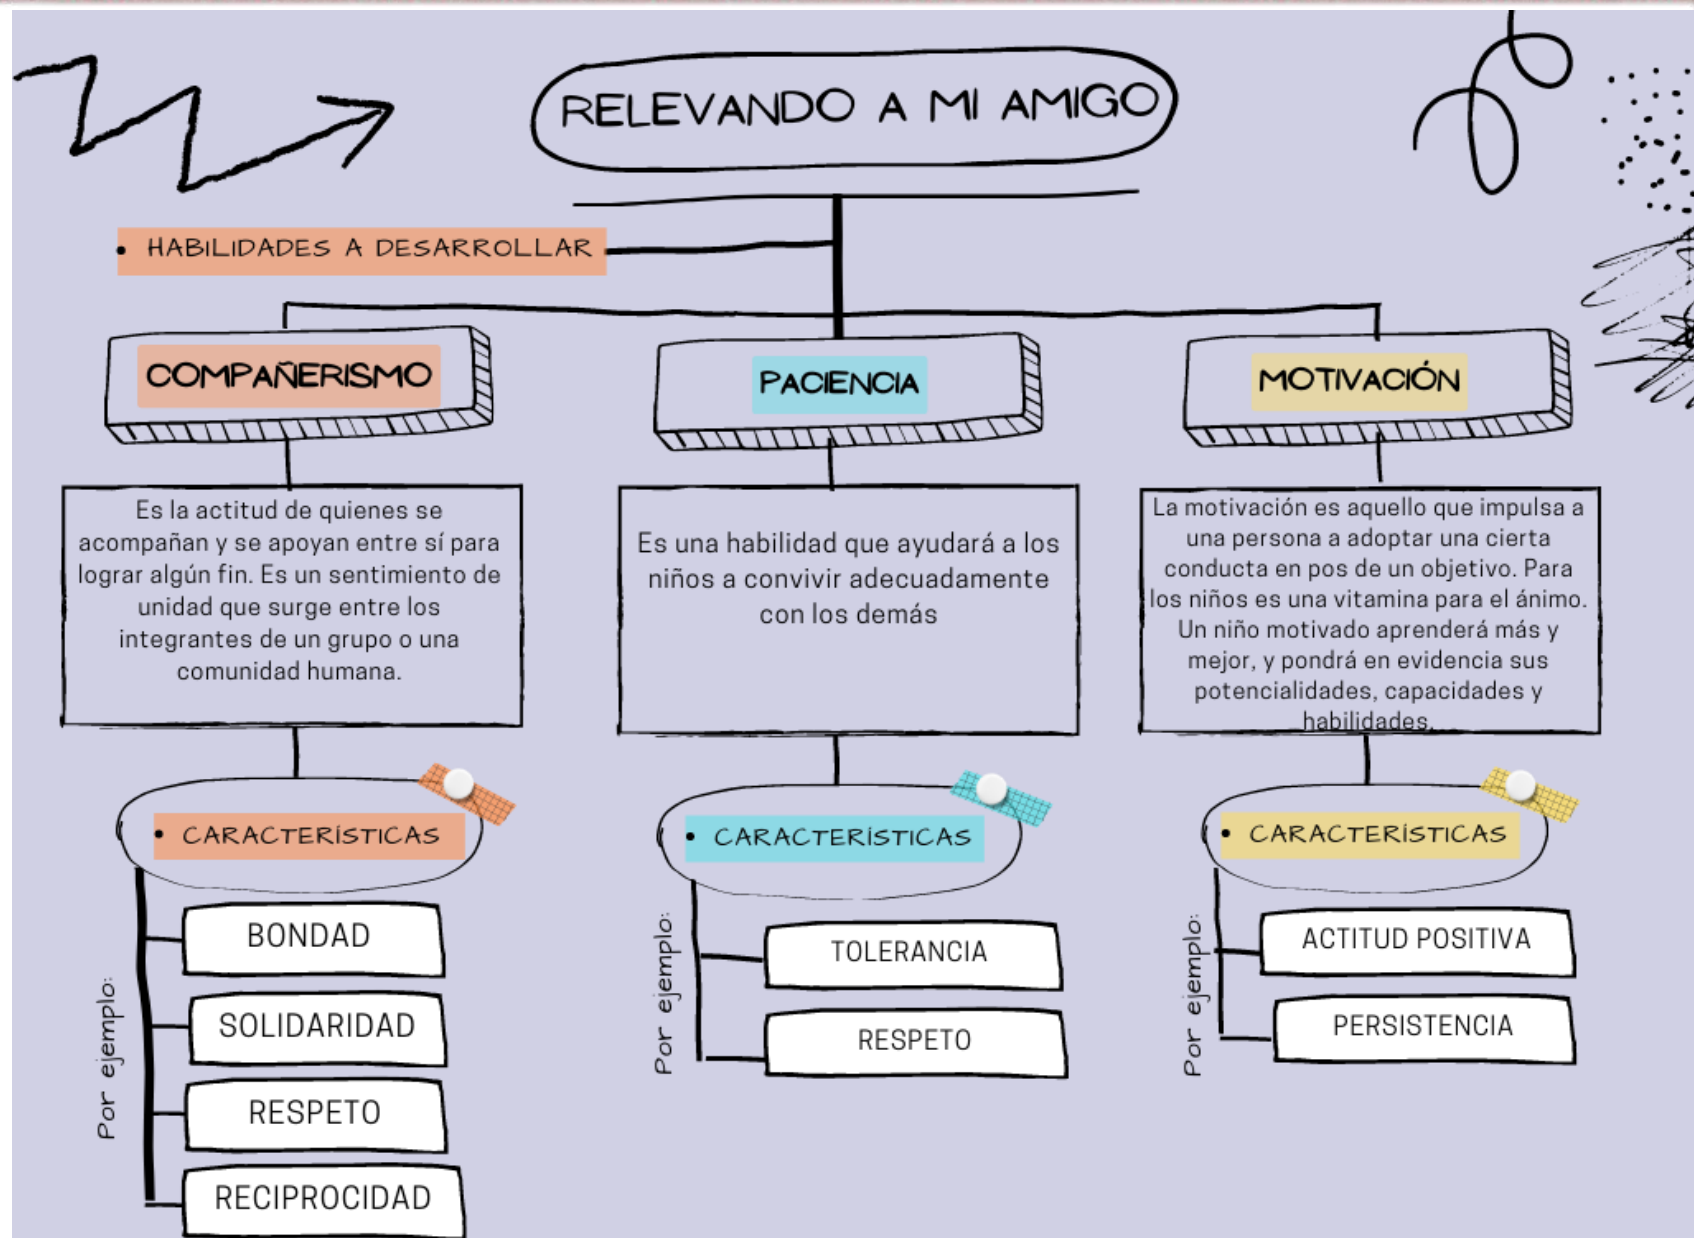 RELEVANDO A MI AMIGO
• HABILIDADES A DESARROLLAR
COMPAÑERISMO
Es la actitud de quienes se
acompañan y se apoyan entre sí para
lograr algún fin. Es un sentimiento de
unidad que surge entre los
integrantes de un grupo o una
comunidad humana.
• CARACTERÍSTICAS
Por ejemplo:
BONDAD
SOLIDARIDAD
RESPETO
RECIPROCIDAD
PACIENCIA
Es una habilidad que ayudará a los
niños a convivir adecuadamente
con los demás
• CARACTERÍSTICAS
Por ejemplo:
TOLERANCIA
RESPETO
MOTIVACIÓN
La motivación es aquello que impulsa a
una persona a adoptar una cierta
conducta en pos de un objetivo. Para
los niños es una vitamina para el ánimo.
Un niño motivado aprenderá más y
mejor, y pondrá en evidencia sus
potencialidades, capacidades y
habilidades.
• CARACTERÍSTICAS
Por ejemplo:
ACTITUD POSITIVA
PERSISTENCIA